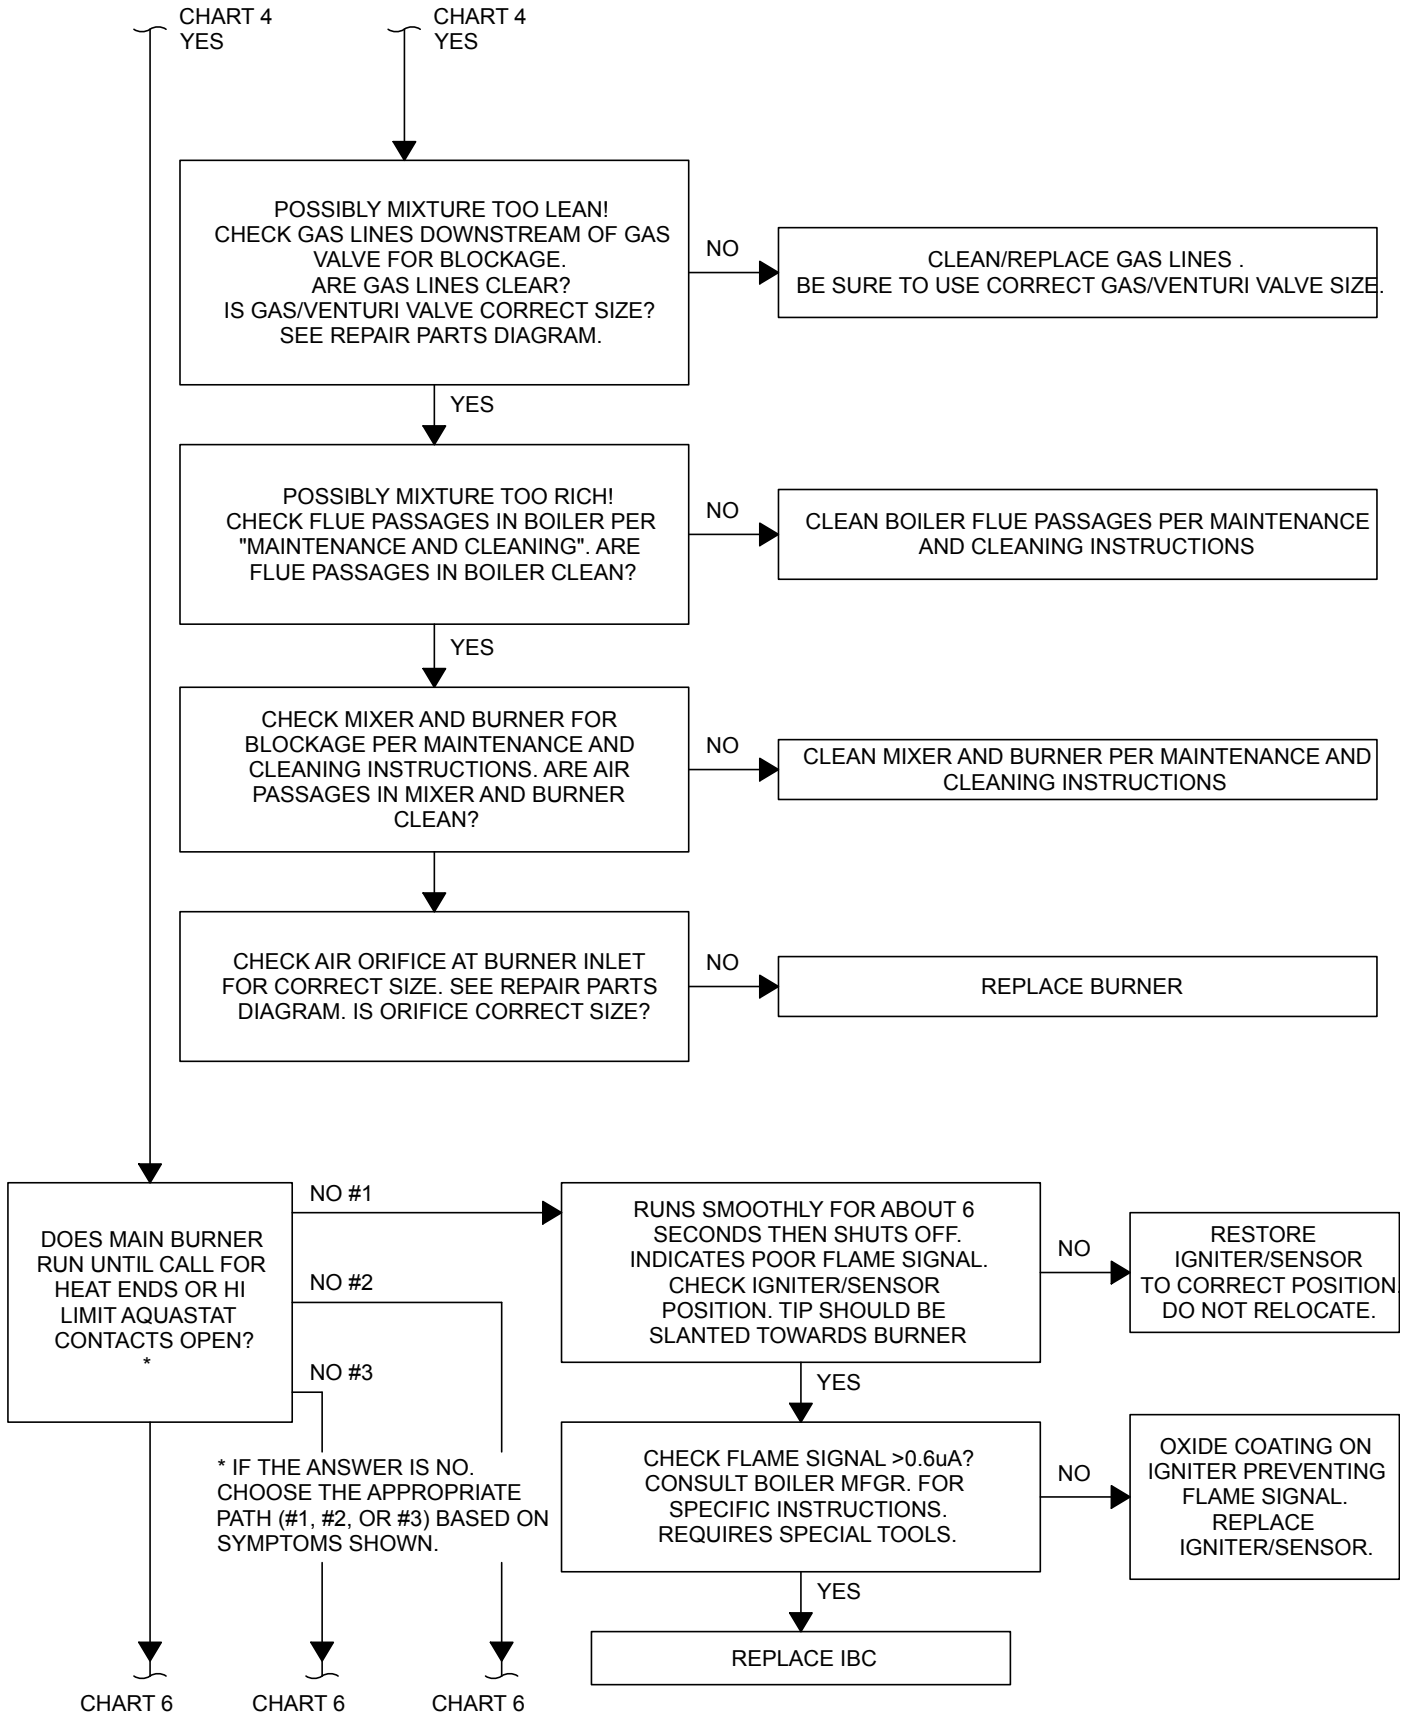 CHART 4
YES
CHART 4
YES
POSSIBLY MIXTURE TOO LEAN!
CHECK GAS LINES DOWNSTREAM OF GAS
VALVE FOR BLOCKAGE.
ARE GAS LINES CLEAR?
IS GAS/VENTURI VALVE CORRECT SIZE?
SEE REPAIR PARTS DIAGRAM.
NO
CLEAN/REPLACE GAS LINES .
BE SURE TO USE CORRECT GAS/VENTURI VALVE SIZE.
YES
POSSIBLY MIXTURE TOO RICH!
CHECK FLUE PASSAGES IN BOILER PER
"MAINTENANCE AND CLEANING". ARE
FLUE PASSAGES IN BOILER CLEAN?
NO
CLEAN BOILER FLUE PASSAGES PER MAINTENANCE
AND CLEANING INSTRUCTIONS
YES
CHECK MIXER AND BURNER FOR
BLOCKAGE PER MAINTENANCE AND
CLEANING INSTRUCTIONS. ARE AIR
PASSAGES IN MIXER AND BURNER
CLEAN?
NO
CLEAN MIXER AND BURNER PER MAINTENANCE AND
CLEANING INSTRUCTIONS
CHECK AIR ORIFICE AT BURNER INLET
FOR CORRECT SIZE. SEE REPAIR PARTS
DIAGRAM. IS ORIFICE CORRECT SIZE?
NO
REPLACE BURNER
DOES MAIN BURNER
RUN UNTIL CALL FOR
HEAT ENDS OR HI
LIMIT AQUASTAT
CONTACTS OPEN?
*
NO #1
NO #2
NO #3
RUNS SMOOTHLY FOR ABOUT 6
SECONDS THEN SHUTS OFF.
INDICATES POOR FLAME SIGNAL.
CHECK IGNITER/SENSOR
POSITION. TIP SHOULD BE
SLANTED TOWARDS BURNER
NO
RESTORE
IGNITER/SENSOR
TO CORRECT POSITION.
DO NOT RELOCATE.
YES
* IF THE ANSWER IS NO.
CHOOSE THE APPROPRIATE
PATH (#1, #2, OR #3) BASED ON
SYMPTOMS SHOWN.
CHECK FLAME SIGNAL >0.6uA?
CONSULT BOILER MFGR. FOR
SPECIFIC INSTRUCTIONS.
REQUIRES SPECIAL TOOLS.
NO
OXIDE COATING ON
IGNITER PREVENTING
FLAME SIGNAL.
REPLACE
IGNITER/SENSOR.
YES
REPLACE IBC
CHART 6
CHART 6
CHART 6